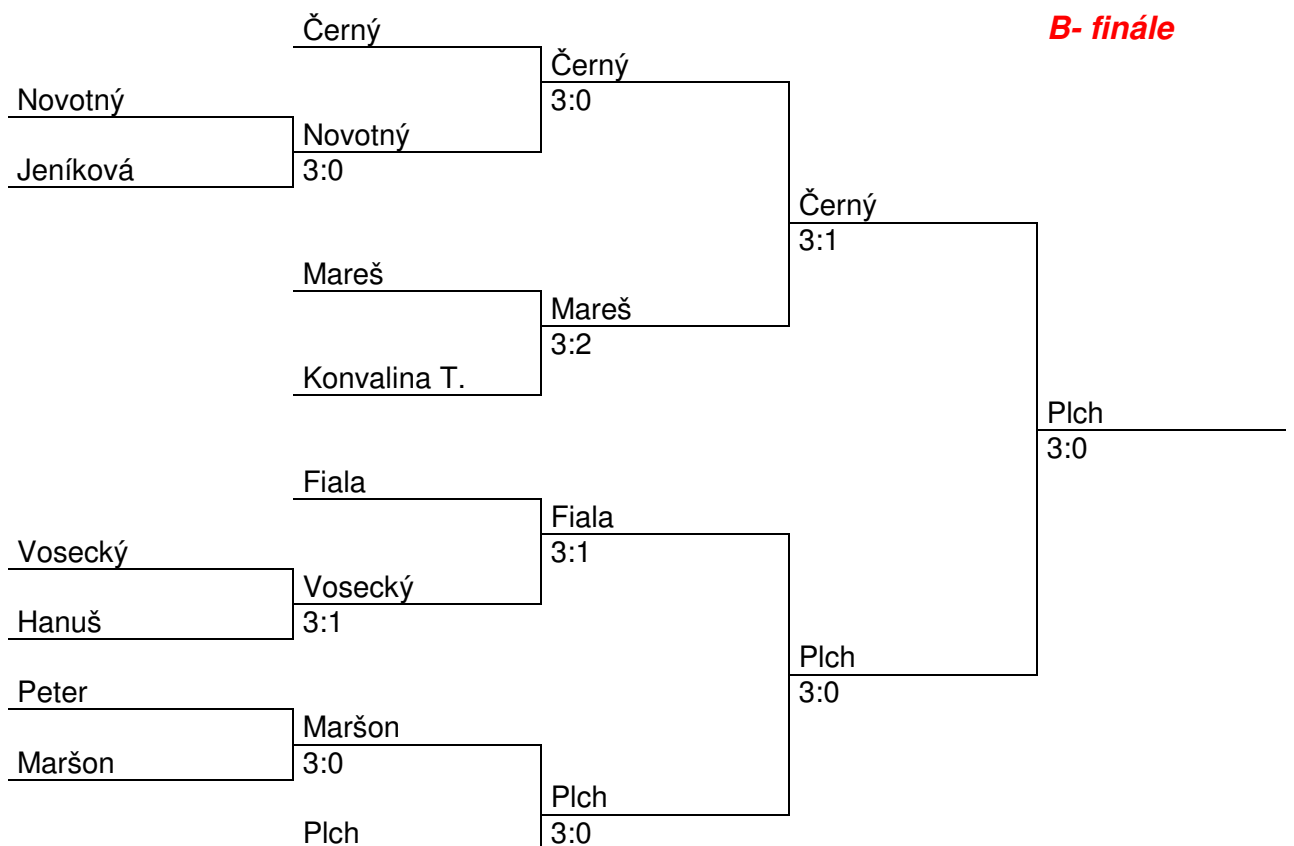 Černý
B- finále
Černý
Novotný
3:0
Novotný
Jeníková
3:0
Černý
3:1
Mareš
Mareš
3:2
Konvalina T.
Plch
3:0
Fiala
Fiala
3:1
Vosecký
Vosecký
Hanuš
3:1
Plch
3:0
Peter
Maršon
Maršon
3:0
Plch
Plch
3:0